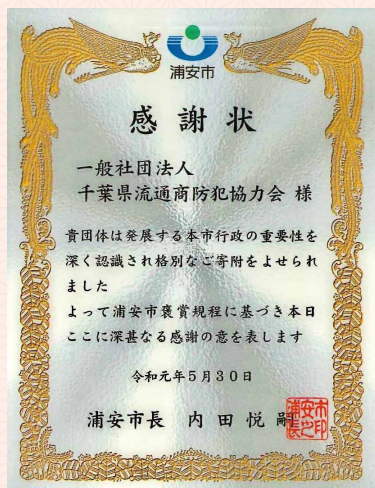 浦安市
感謝状
一般社団法人
千葉県流通商防犯協力会 様
貴団体は発展する本市行政の重要性を
深く認識され格別なご寄附をよせられ
ました
よって浦安市褒賞規程に基づき本日
ここに深甚なる感謝の意を表します
令和元年5月30日
浦安市長 内田悦